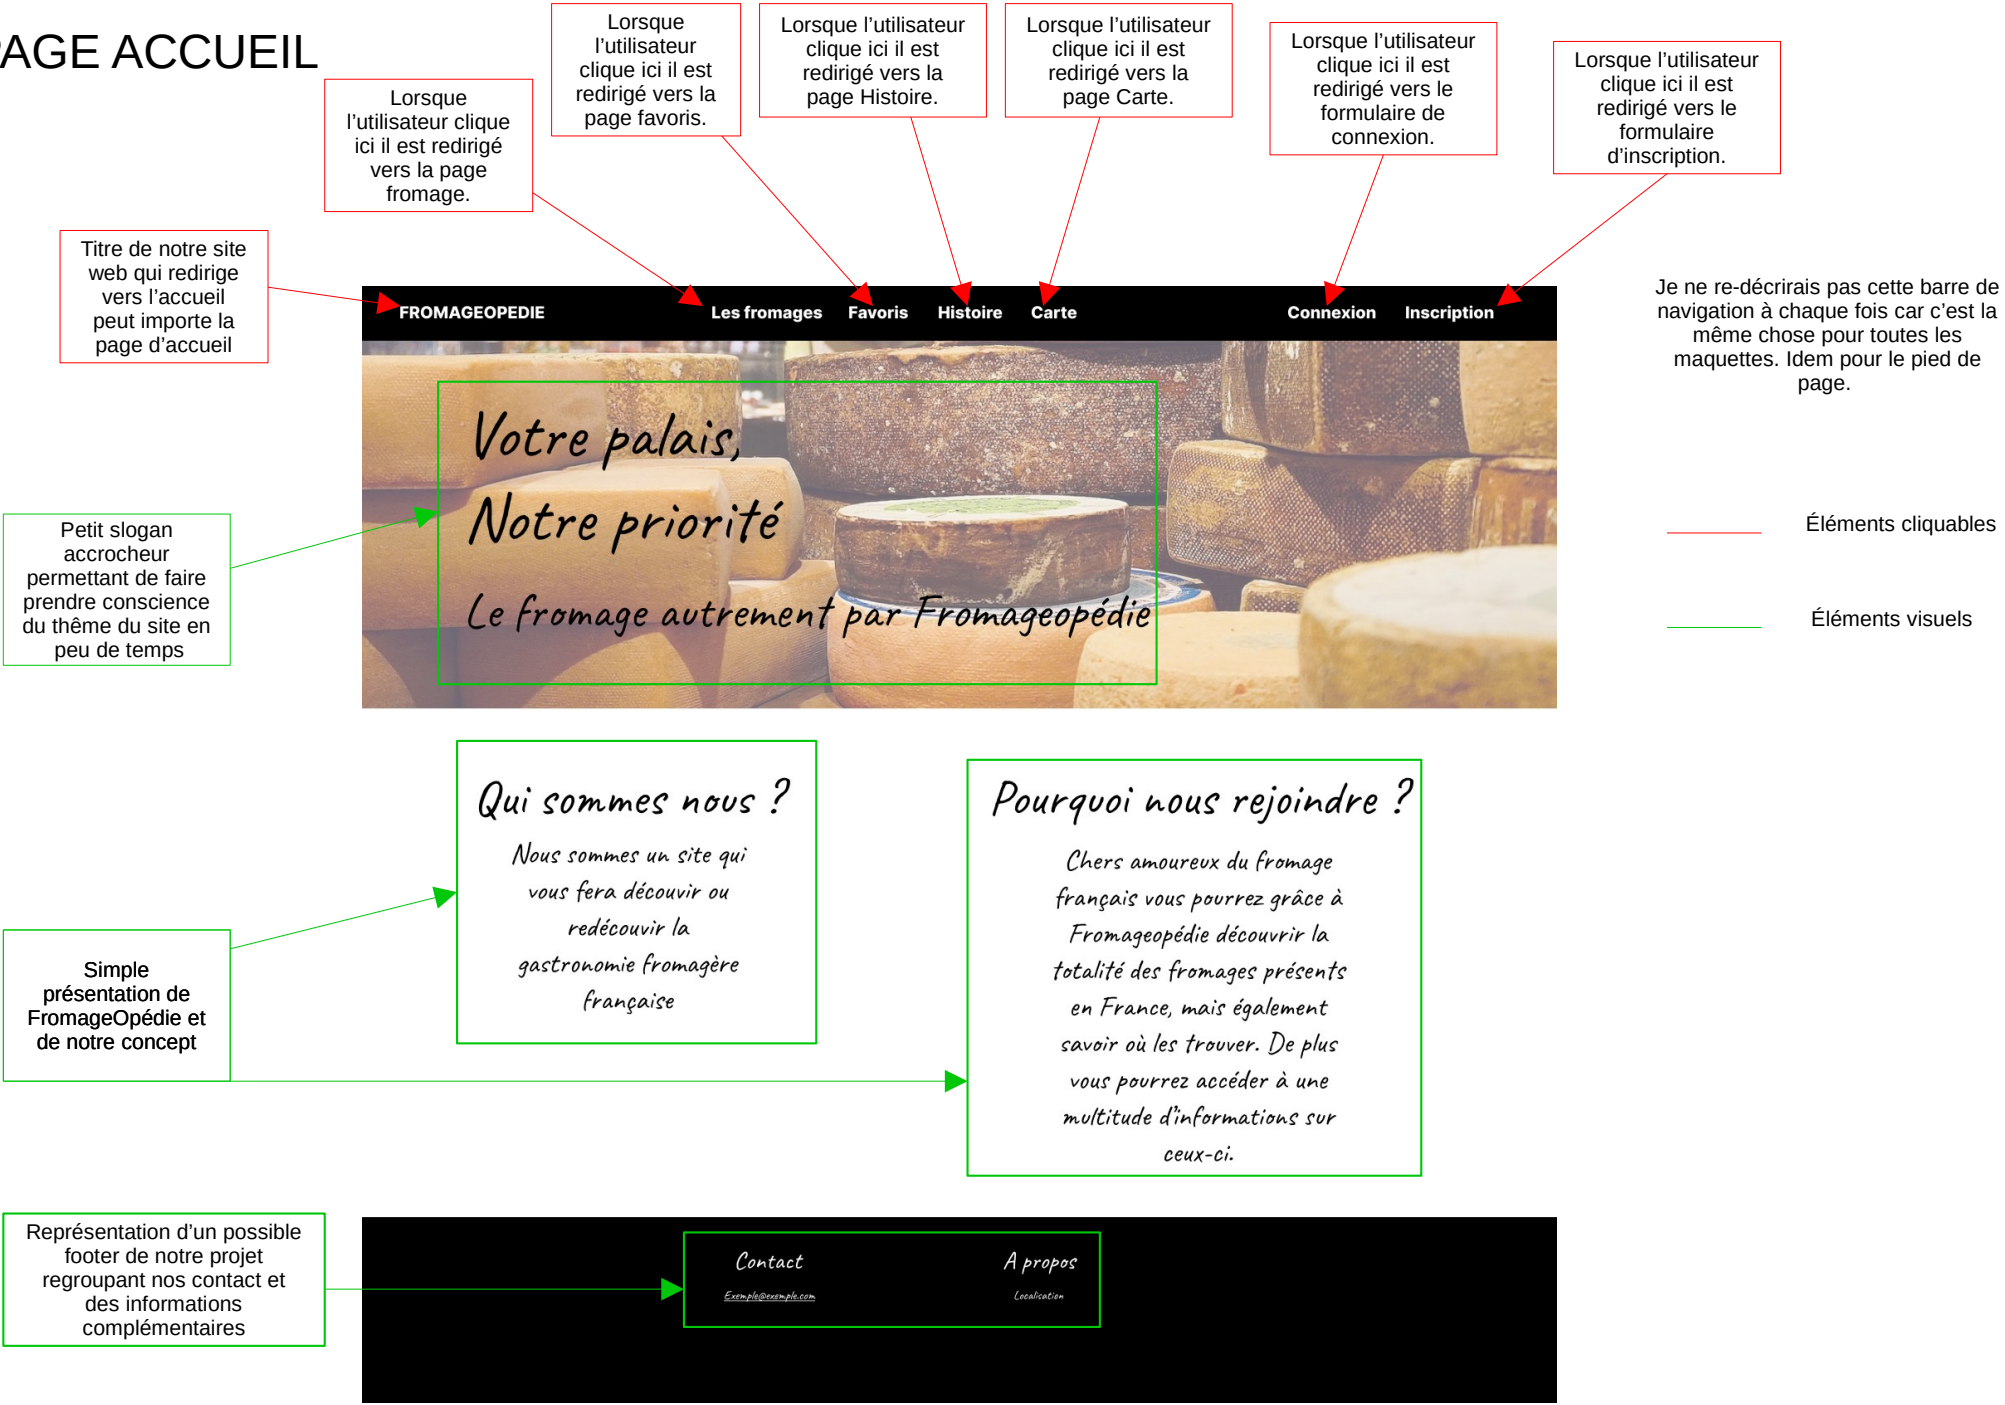 PAGE ACCUEIL
Lorsque
l'utilisateur clique
ici il est redirigé
vers la page
fromage.
Lorsque
l'utilisateur
clique ici il est
redirigé vers la
page favoris.
Lorsque l'utilisateur
clique ici il est
redirigé vers la
page Histoire.
Lorsque l'utilisateur
clique ici il est
redirigé vers la
page Carte.
Lorsque l'utilisateur
clique ici il est
redirigé vers le
formulaire de
connexion.
Lorsque l'utilisateur
clique ici il est
redirigé vers le
formulaire
d'inscription.
Titre de notre site
web qui redirige
vers l'accueil
peut importe la
page d'accueil
FROMAGEOPEDIE Les fromages Favoris Histoire Carte Connexion Inscription
Je ne re-décrirais pas cette barre de
navigation à chaque fois car c'est la
même chose pour toutes les
maquettes. Idem pour le pied de
page.
Votre palais,
Notre priorité
Le fromage autrement par Fromageopédie
Petit slogan
accrocheur
permettant de faire
prendre conscience
du thême du site en
peu de temps
Éléments cliquables
Éléments visuels
Qui sommes nous ?
Nous sommes un site qui
vous fera découvir ou
redécouvir la
gastronomie fromagère
française
Pourquoi nous rejoindre ?
Chers amoureux du fromage
français vous pourrez grâce à
Fromageopédie découvrir la
totalité des fromages présents
en France, mais également
savoir où les trouver. De plus
vous pourrez accéder à une
multitude d'informations sur
ceux-ci.
Simple
présentation de
FromageOpédie et
de notre concept
Représentation d'un possible
footer de notre projet
regroupant nos contact et
des informations
complémentaires
Contact
Exemple@exemple.com
A propos
Localisation